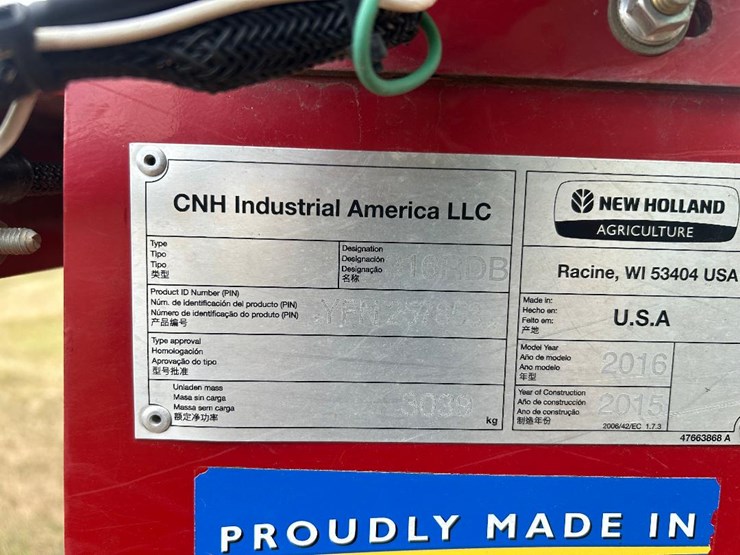 CNH Industrial America LLC
Type
Tipo
Tipo
类型
Designation
Designación
Designação
名称
Product ID Number (PIN)
Núm. de identificación del producto (PIN)
Número de identificação do produto (PIN)
产品编号
Type approval
Homologación
Aprovação do tipo
型号批准
Unladen mass
Masa sin carga
Massa sem carga
额定净功率
3039 kg
NEW HOLLAND
AGRICULTURE
Racine, WI 53404 USA
Made in:
Hecho en:
Feito em:
产地
U.S.A
Model Year
Año de modelo
Ano modelo
年型
2016
Year of Construction
Año de construcción
Ano de construção
制造年份
2015
2006/42/EC 1.7.3
47663868 A
PROUDLY MADE IN